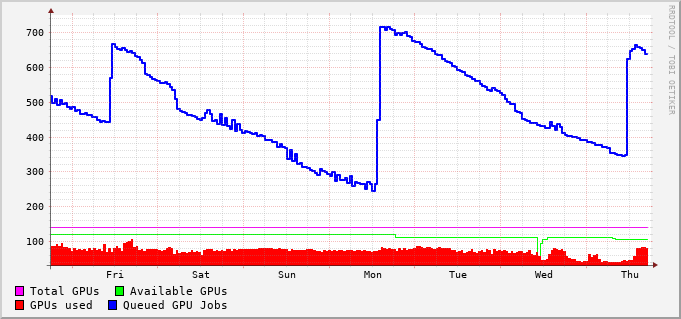 700
600
500
400
300
200
100
Fri Sat Sun Mon Tue Wed Thu
Total GPUs Available GPUs
GPUs used Queued GPU Jobs
RRDTOOL / TOBI OETIKER